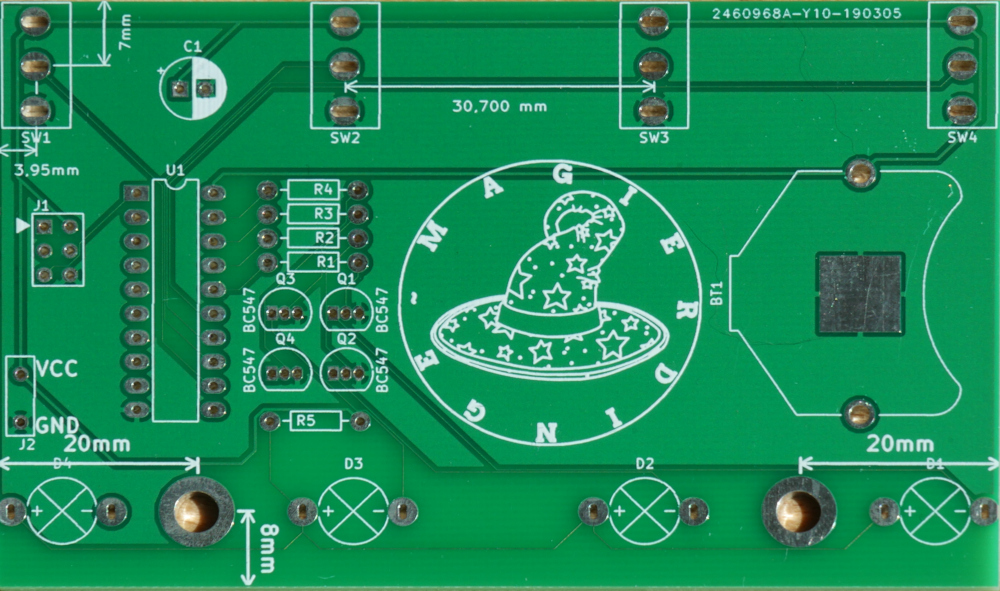 2460968A-Y10-190305
7mm
C1
+
30,700 mm
SW1
SW2
SW3
SW4
3,95mm
U1
J1
R4
R3
R2
R1
Q3
Q1
BC547
BC547
Q4
Q2
BC547
BC547
MAGIERDINGE-
BT1
VCC
GND
J2
R5
20mm
20mm
D4
D3
D2
D1
+ -
+ -
+ -
+ -
8mm